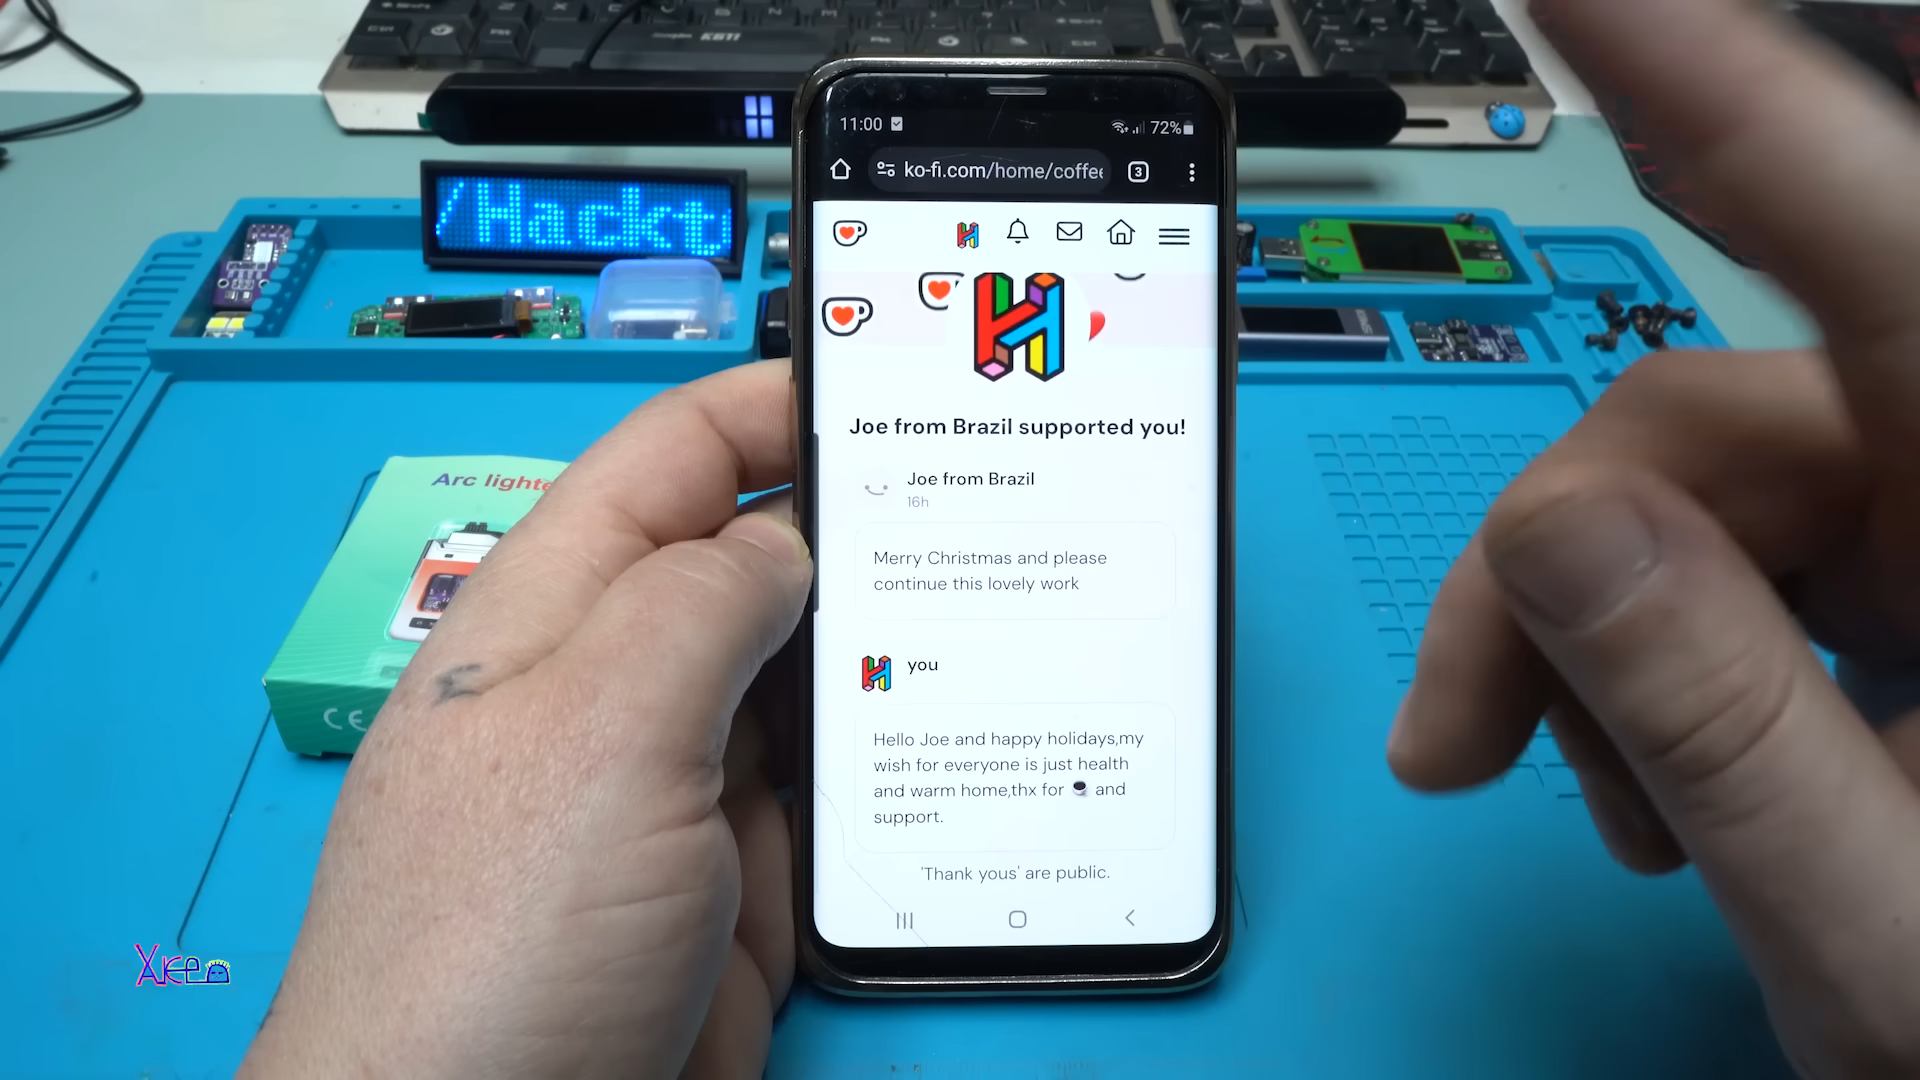 KGTI
/Hackt
11:00
72%
ko-fi.com/home/coffee
3
Joe from Brazil supported you!
Joe from Brazil
16h
Merry Christmas and please
continue this lovely work
you
Hello Joe and happy holidays,my
wish for everyone is just health
and warm home,thx for ☕ and
support.
'Thank yous' are public.
Arc lighte
CE